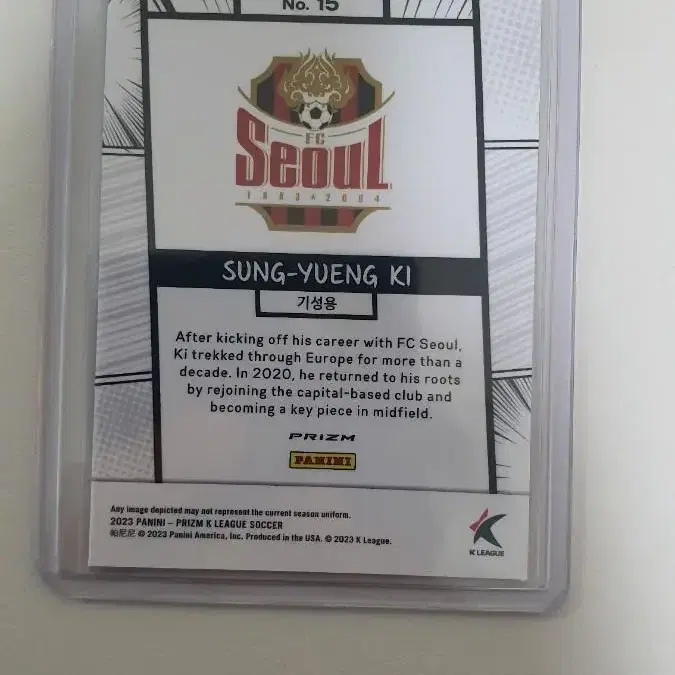 No. 15
FC
SEOUL
1983★2004
SUNG-YUENG KI
기성용
After kicking off his career with FC Seoul,
Ki trekked through Europe for more than a
decade. In 2020, he returned to his roots
by rejoining the capital-based club and
becoming a key piece in midfield.
PRIZM
PANINI
Any image depicted may not represent the current season uniform.
2023 PANINI – PRIZM K LEAGUE SOCCER
帕尼尼 © 2023 Panini America, Inc. Produced in the USA. © 2023 K League.
K LEAGUE